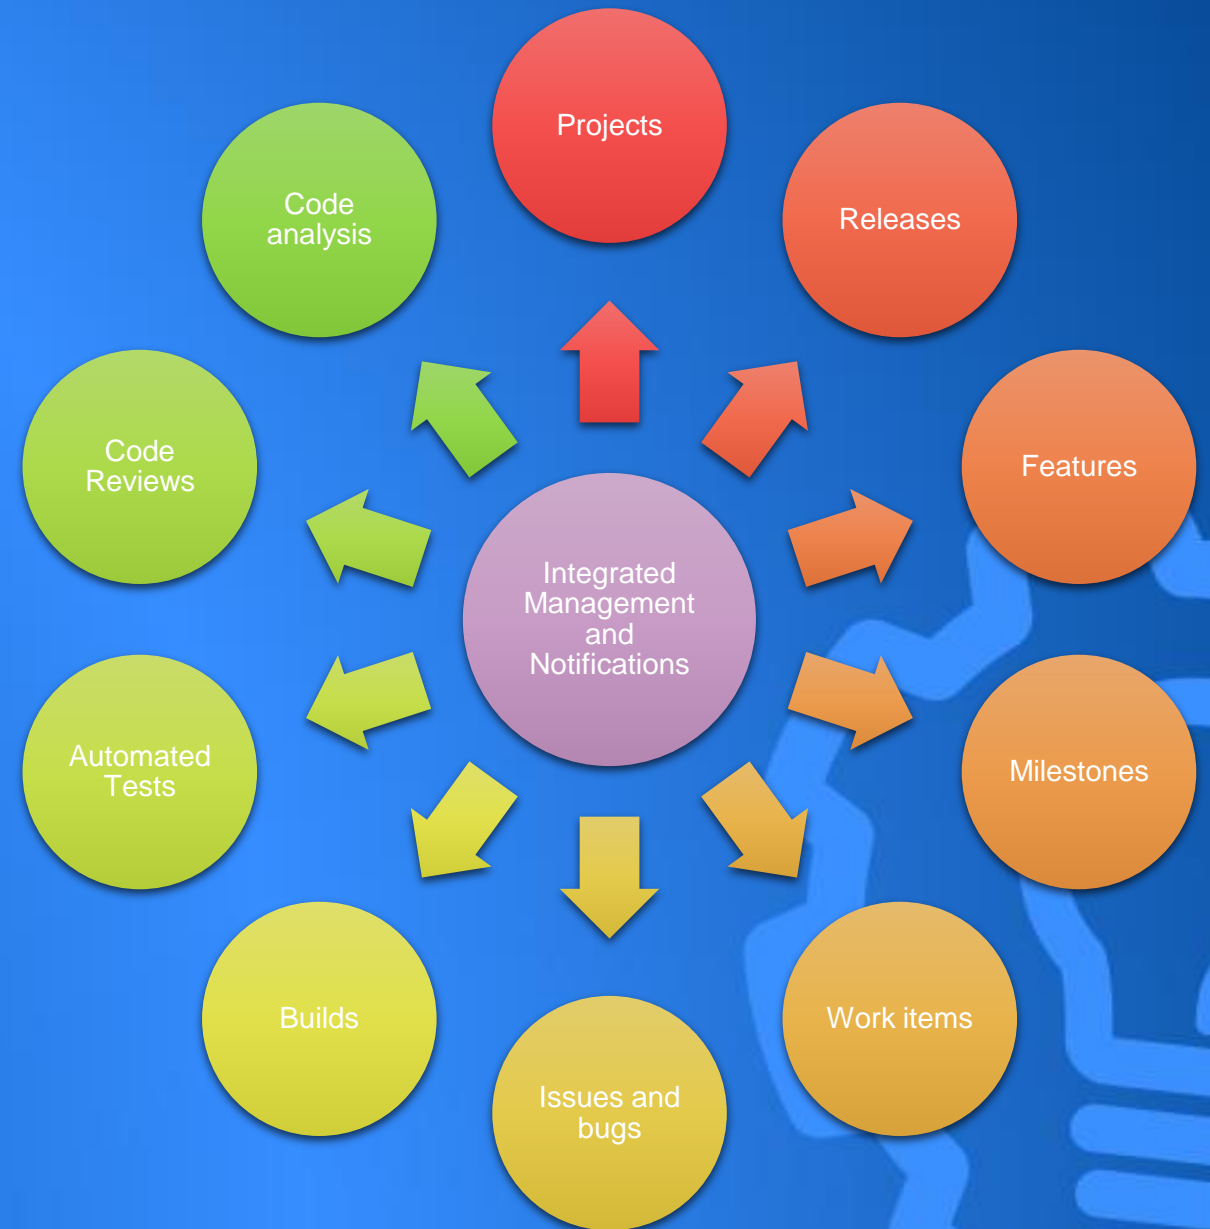 Projects
Releases
Features
Milestones
Work items
Issues and
bugs
Builds
Automated
Tests
Code
Reviews
Code
analysis
Integrated
Management
and
Notifications